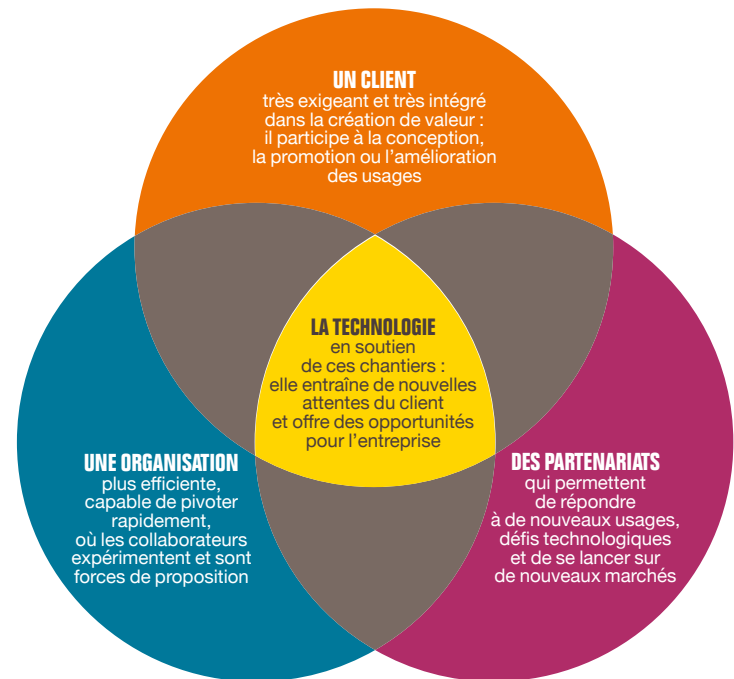 UN CLIENT
très exigeant et très intégré
dans la création de valeur :
il participe à la conception,
la promotion ou l'amélioration
des usages
LA TECHNOLOGIE
en soutien
de ces chantiers :
elle entraîne de nouvelles
attentes du client
et offre des opportunités
pour l'entreprise
UNE ORGANISATION
plus efficiente,
capable de pivoter
rapidement,
où les collaborateurs
expérimentent et sont
forces de proposition
DES PARTENARIATS
qui permettent
de répondre
à de nouveaux usages,
défis technologiques
et de se lancer sur
de nouveaux marchés